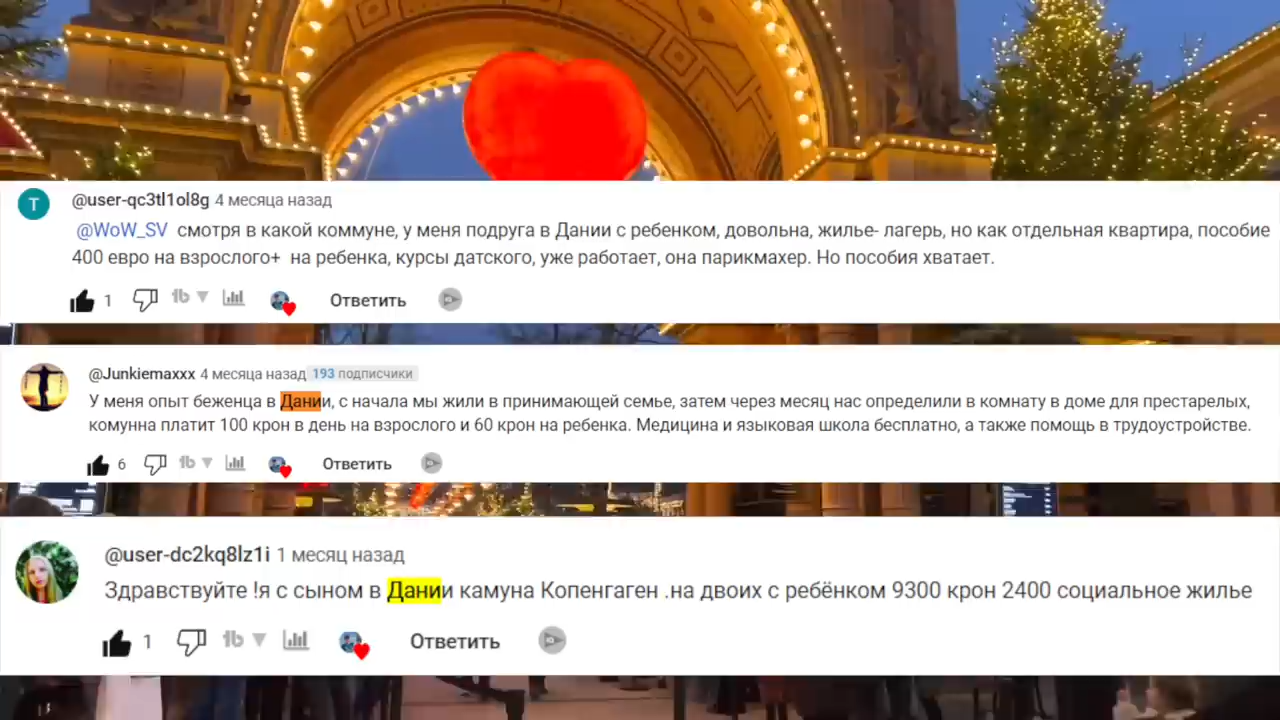 T
@user-qc3tl1ol8g 4 месяца назад
@WoW_SV смотря в какой коммуне, у меня подруга в Дании с ребенком, довольна, жилье- лагерь, но как отдельная квартира, пособие
400 евро на взрослого+ на ребенка, курсы датского, уже работает, она парикмахер. Но пособия хватает.
1 Ответить
@Junkiemaxxx 4 месяца назад 193 подписчики
У меня опыт беженца в Дании, с начала мы жили в принимающей семье, затем через месяц нас определили в комнату в доме для престарелых,
комунна платит 100 крон в день на взрослого и 60 крон на ребенка. Медицина и языковая школа бесплатно, а также помощь в трудоустройстве.
6 Ответить
@user-dc2kq8lz1i 1 месяц назад
Здравствуйте !я с сыном в Дании камуна Копенгаген .на двоих с ребёнком 9300 крон 2400 социальное жилье
1 Ответить